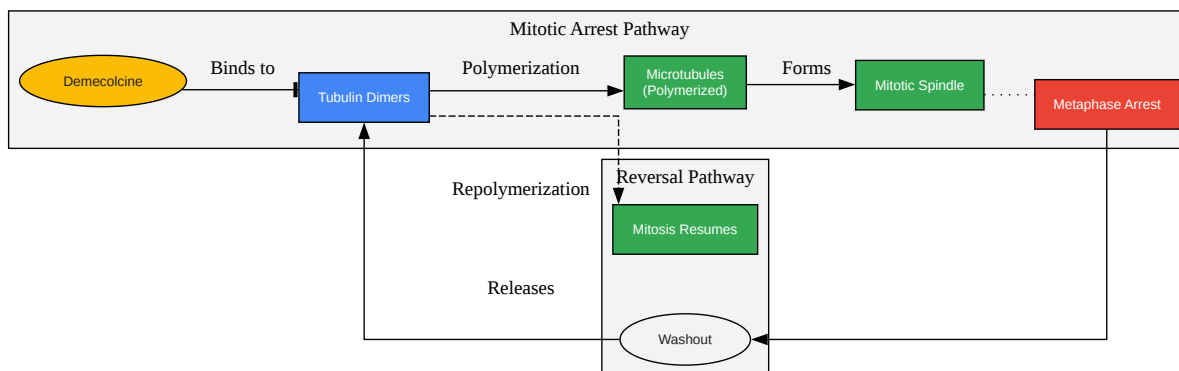 Mitotic Arrest Pathway
Demecolcine
Binds to
Tubulin Dimers
Polymerization
Microtubules
(Polymerized)
Forms
Mitotic Spindle
Metaphase Arrest
Reversal Pathway
Repolymerization
Mitosis Resumes
Releases
Washout